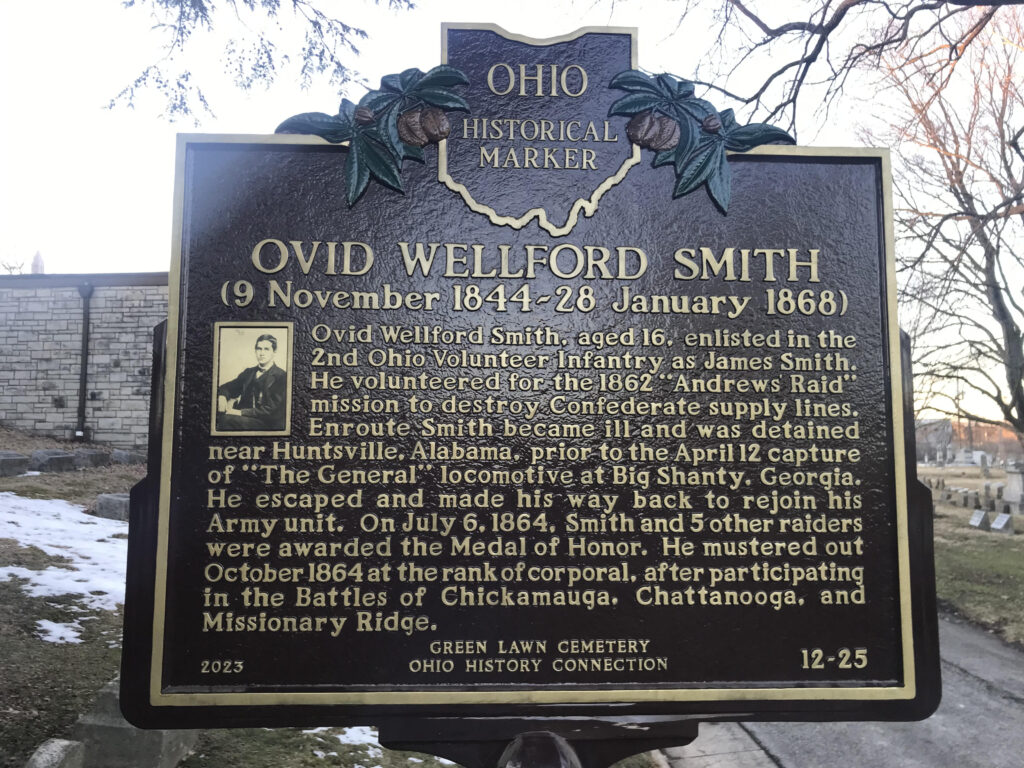 OHIO
HISTORICAL
MARKER
OVID WELLFORD SMITH
(9 November 1844-28 January 1868)
Ovid Wellford Smith, aged 16, enlisted in the
2nd Ohio Volunteer Infantry as James Smith.
He volunteered for the 1862 "Andrews Raid"
mission to destroy Confederate supply lines.
Enroute Smith became ill and was detained
near Huntsville, Alabama, prior to the April 12 capture
of "The General" locomotive at Big Shanty, Georgia.
He escaped and made his way back to rejoin his
Army unit. On July 6, 1864, Smith and 5 other raiders
were awarded the Medal of Honor. He mustered out
October 1864 at the rank of corporal, after participating
in the Battles of Chickamauga, Chattanooga, and
Missionary Ridge.
GREEN LAWN CEMETERY
OHIO HISTORY CONNECTION
2023
12-25